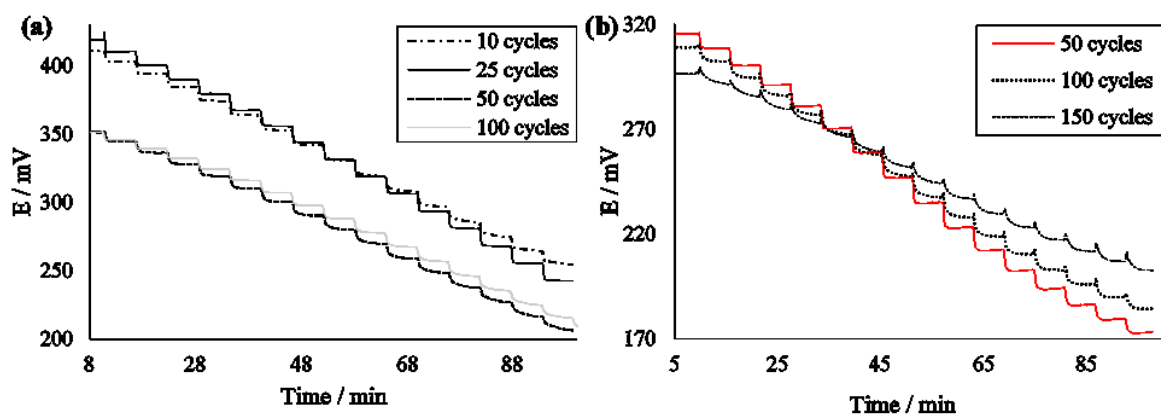 (a)
10 cycles
25 cycles
50 cycles
100 cycles
E / mV
400
350
300
250
200
8 28 48 68 88
Time / min
(b)
50 cycles
100 cycles
150 cycles
E / mV
320
270
220
170
5 25 45 65 85
Time / min